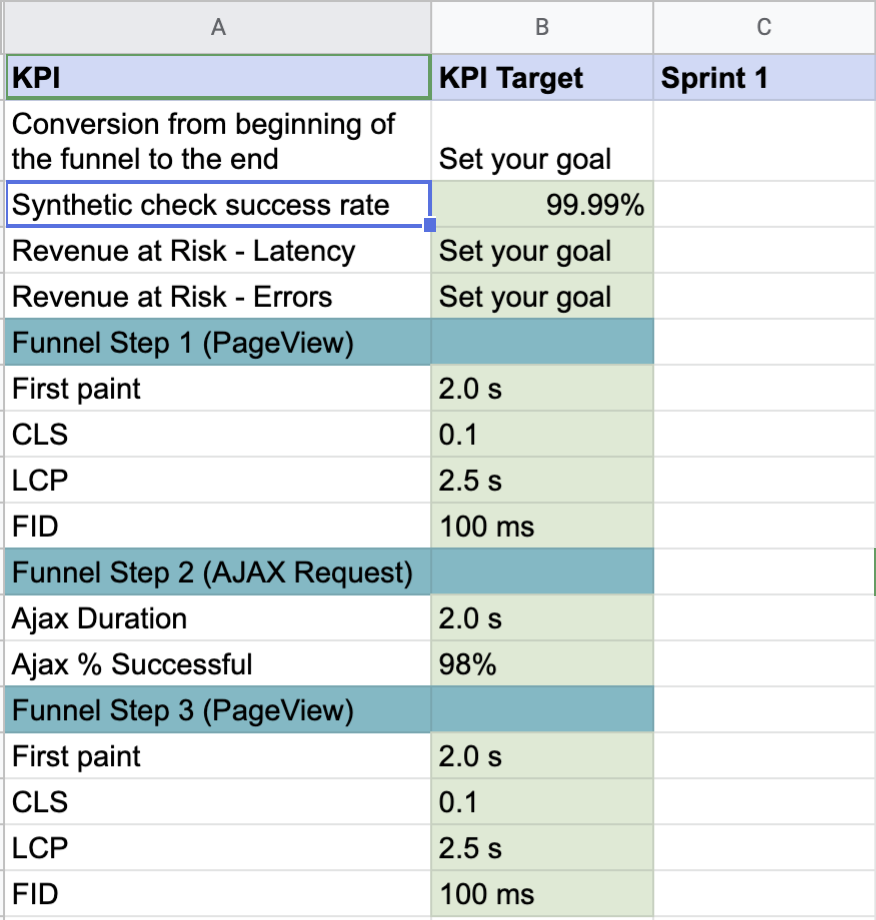 A B C
KPI KPI Target Sprint 1
Conversion from beginning of
the funnel to the end Set your goal
Synthetic check success rate 99.99%
Revenue at Risk - Latency Set your goal
Revenue at Risk - Errors Set your goal
Funnel Step 1 (PageView)
First paint 2.0 s
CLS 0.1
LCP 2.5 s
FID 100 ms
Funnel Step 2 (AJAX Request)
Ajax Duration 2.0 s
Ajax % Successful 98%
Funnel Step 3 (PageView)
First paint 2.0 s
CLS 0.1
LCP 2.5 s
FID 100 ms